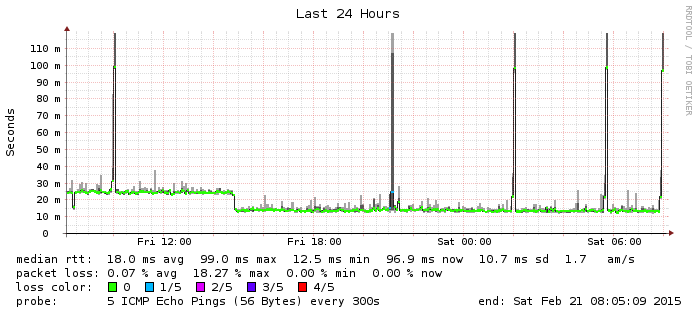 Last 24 Hours
RRDTOOL / TOBI OETIKER
Seconds
110 m
100 m
90 m
80 m
70 m
60 m
50 m
40 m
30 m
20 m
10 m
0
Fri 12:00 Fri 18:00 Sat 00:00 Sat 06:00
median rtt: 18.0 ms avg 99.0 ms max 12.5 ms min 96.9 ms now 10.7 ms sd 1.7 am/s
packet loss: 0.07 % avg 18.27 % max 0.00 % min 0.00 % now
loss color: 0 1/5 2/5 3/5 4/5
probe: 5 ICMP Echo Pings (56 Bytes) every 300s end: Sat Feb 21 08:05:09 2015